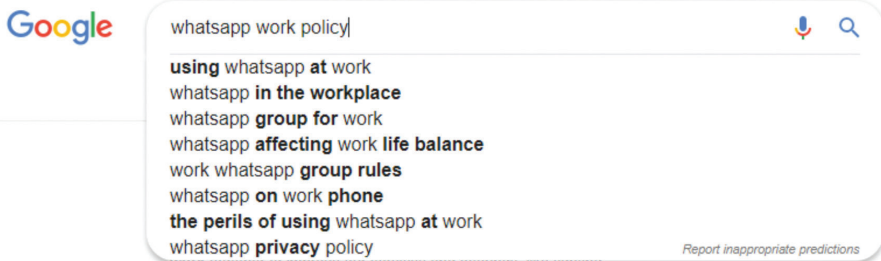 Google
whatsapp work policy
using whatsapp at work
whatsapp in the workplace
whatsapp group for work
whatsapp affecting work life balance
work whatsapp group rules
whatsapp on work phone
the perils of using whatsapp at work
whatsapp privacy policy
Report inappropriate predictions